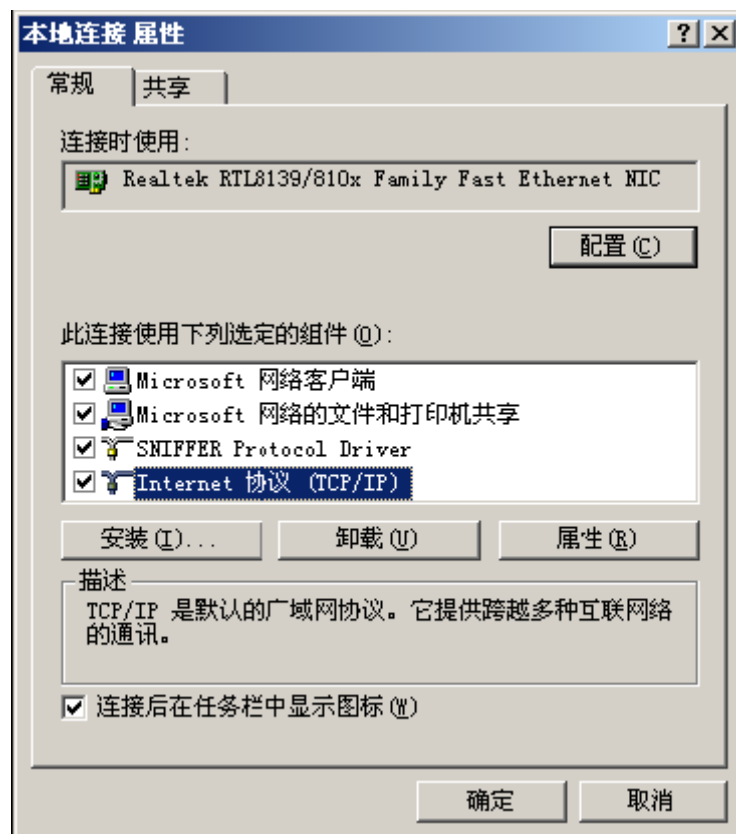 本地连接 属性
常规
共享
连接时使用:
Realtek RTL8139/810x Family Fast Ethernet NIC
配置(C)
此连接使用下列选定的组件(O):
Microsoft 网络客户端
Microsoft 网络的文件和打印机共享
SNIFFER Protocol Driver
Internet 协议 (TCP/IP)
安装(I)...
卸载(U)
属性(R)
描述
TCP/IP 是默认的广域网协议。它提供跨越多种互联网络
的通讯。
连接后在任务栏中显示图标(W)
确定
取消